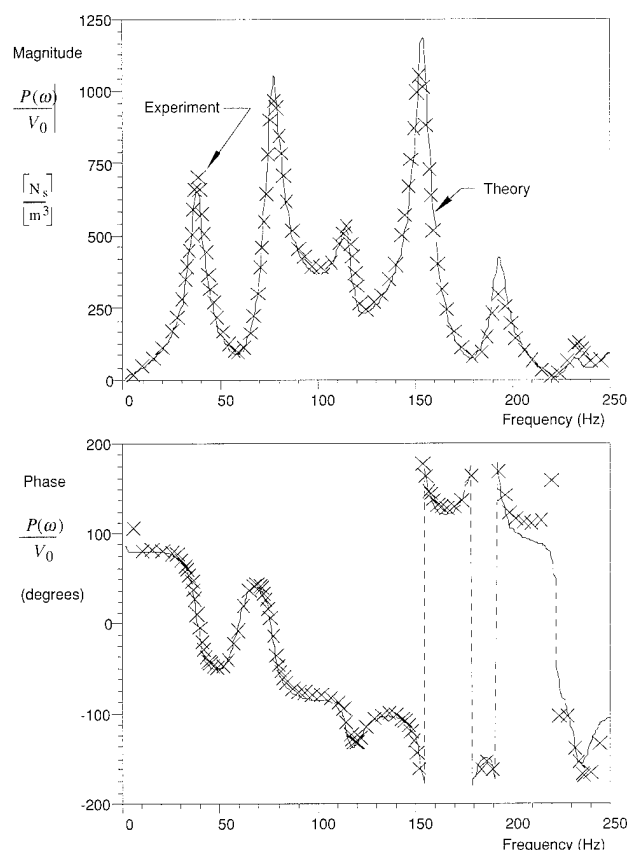 1250
Magnitude
1000
P(ω)
V0
Experiment
750
[Ns]
[m3]
Theory
500
250
0
0 50 100 150 200 250
Frequency (Hz)
200
Phase
P(ω)
V0
100
(degrees)
0
-100
-200
0 50 100 150 200 250
Frequency (Hz)